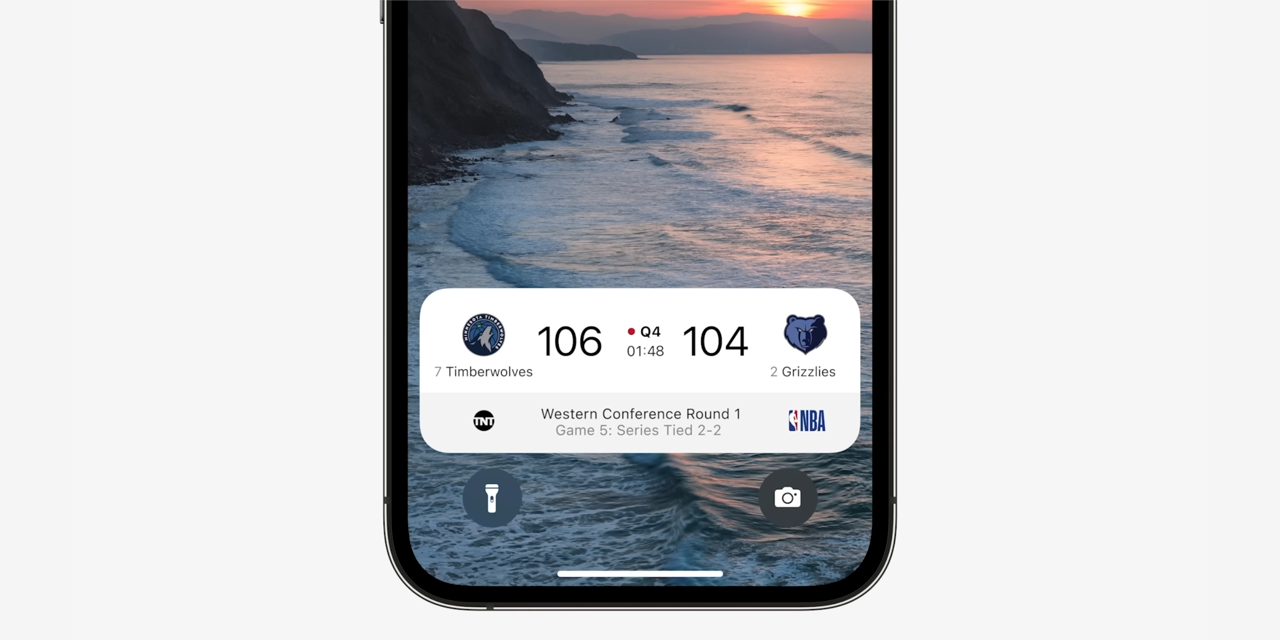 106
Q4
01:48
104
7 Timberwolves
2 Grizzlies
TNT
Western Conference Round 1
Game 5: Series Tied 2-2
NBA